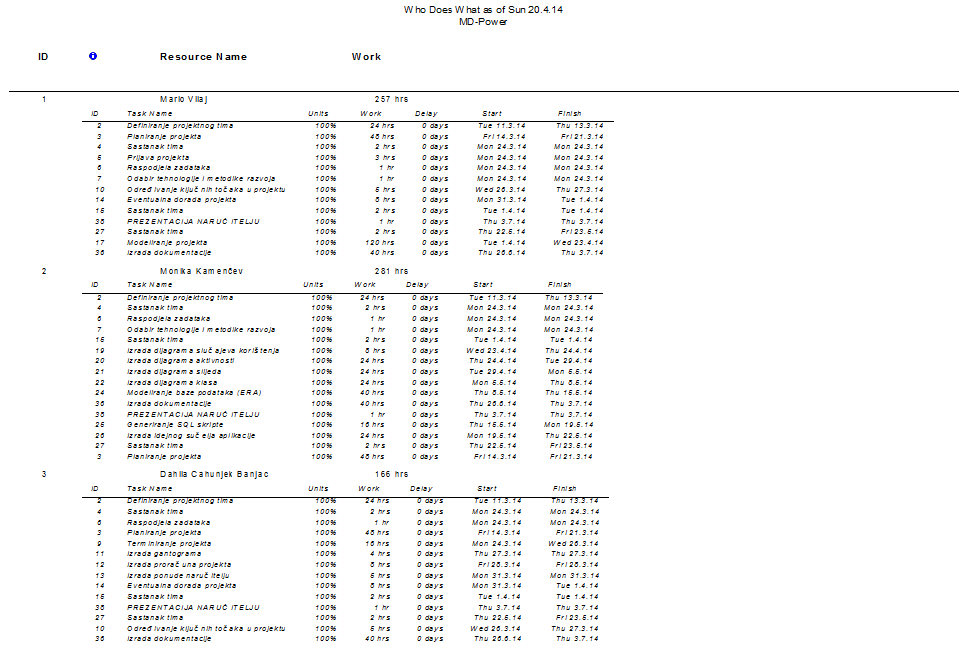 Who Does What as of Sun 20.4.14
MD-Power
ID Resource Name Work
1 Mario Vilaj 257 hrs
ID Task Name Units Work Delay Start Finish
2 Definiranje projektnog tima 100% 24 hrs 0 days Tue 11.3.14 Thu 13.3.14
3 Planiranje projekta 100% 48 hrs 0 days Fri 14.3.14 Fri 21.3.14
4 Sastanak tima 100% 2 hrs 0 days Mon 24.3.14 Mon 24.3.14
5 Prijava projekta 100% 3 hrs 0 days Mon 24.3.14 Mon 24.3.14
6 Raspodjela zadataka 100% 1 hr 0 days Mon 24.3.14 Mon 24.3.14
7 Odabir tehnologije i metodike razvoja 100% 1 hr 0 days Mon 24.3.14 Mon 24.3.14
10 Određivanje ključnih točaka u projektu 100% 5 hrs 0 days Wed 26.3.14 Thu 27.3.14
14 Eventualna dorada projekta 100% 8 hrs 0 days Mon 31.3.14 Tue 1.4.14
15 Sastanak tima 100% 2 hrs 0 days Tue 1.4.14 Tue 1.4.14
38 PREZENTACIJA NARUČITELJU 100% 1 hr 0 days Thu 3.7.14 Thu 3.7.14
27 Sastanak tima 100% 2 hrs 0 days Thu 22.5.14 Fri 23.5.14
17 Modeliranje projekta 100% 120 hrs 0 days Tue 1.4.14 Wed 23.4.14
36 Izrada dokumentacije 100% 40 hrs 0 days Thu 26.6.14 Thu 3.7.14
2 Monika Kamenčev 281 hrs
ID Task Name Units Work Delay Start Finish
2 Definiranje projektnog tima 100% 24 hrs 0 days Tue 11.3.14 Thu 13.3.14
4 Sastanak tima 100% 2 hrs 0 days Mon 24.3.14 Mon 24.3.14
6 Raspodjela zadataka 100% 1 hr 0 days Mon 24.3.14 Mon 24.3.14
7 Odabir tehnologije i metodike razvoja 100% 1 hr 0 days Mon 24.3.14 Mon 24.3.14
15 Sastanak tima 100% 2 hrs 0 days Tue 1.4.14 Tue 1.4.14
19 Izrada dijagrama slučajeva korištenja 100% 8 hrs 0 days Wed 23.4.14 Thu 24.4.14
20 Izrada dijagrama aktivnosti 100% 24 hrs 0 days Thu 24.4.14 Tue 29.4.14
21 Izrada dijagrama slijeda 100% 24 hrs 0 days Tue 29.4.14 Mon 5.5.14
22 Izrada dijagrama klasa 100% 24 hrs 0 days Mon 5.5.14 Thu 8.5.14
24 Modeliranje baze podataka (ERA) 100% 40 hrs 0 days Thu 8.5.14 Thu 15.5.14
36 Izrada dokumentacije 100% 40 hrs 0 days Thu 26.6.14 Thu 3.7.14
38 PREZENTACIJA NARUČITELJU 100% 1 hr 0 days Thu 3.7.14 Thu 3.7.14
25 Generiranje SQL skripte 100% 16 hrs 0 days Thu 15.5.14 Mon 19.5.14
26 Izrada idejnog sučelja aplikacije 100% 24 hrs 0 days Mon 19.5.14 Thu 22.5.14
27 Sastanak tima 100% 2 hrs 0 days Thu 22.5.14 Fri 23.5.14
3 Planiranje projekta 100% 48 hrs 0 days Fri 14.3.14 Fri 21.3.14
3 Dahlia Cahunjek Banjac 166 hrs
ID Task Name Units Work Delay Start Finish
2 Definiranje projektnog tima 100% 24 hrs 0 days Tue 11.3.14 Thu 13.3.14
4 Sastanak tima 100% 2 hrs 0 days Mon 24.3.14 Mon 24.3.14
6 Raspodjela zadataka 100% 1 hr 0 days Mon 24.3.14 Mon 24.3.14
3 Planiranje projekta 100% 48 hrs 0 days Fri 14.3.14 Fri 21.3.14
9 Terminiranje projekta 100% 16 hrs 0 days Mon 24.3.14 Wed 26.3.14
11 Izrada gantograma 100% 4 hrs 0 days Thu 27.3.14 Thu 27.3.14
12 Izrada proračuna projekta 100% 8 hrs 0 days Fri 28.3.14 Fri 28.3.14
13 Izrada ponude naručitelju 100% 5 hrs 0 days Mon 31.3.14 Mon 31.3.14
14 Eventualna dorada projekta 100% 8 hrs 0 days Mon 31.3.14 Tue 1.4.14
15 Sastanak tima 100% 2 hrs 0 days Tue 1.4.14 Tue 1.4.14
38 PREZENTACIJA NARUČITELJU 100% 1 hr 0 days Thu 3.7.14 Thu 3.7.14
27 Sastanak tima 100% 2 hrs 0 days Thu 22.5.14 Fri 23.5.14
10 Određivanje ključnih točaka u projektu 100% 5 hrs 0 days Wed 26.3.14 Thu 27.3.14
36 Izrada dokumentacije 100% 40 hrs 0 days Thu 26.6.14 Thu 3.7.14